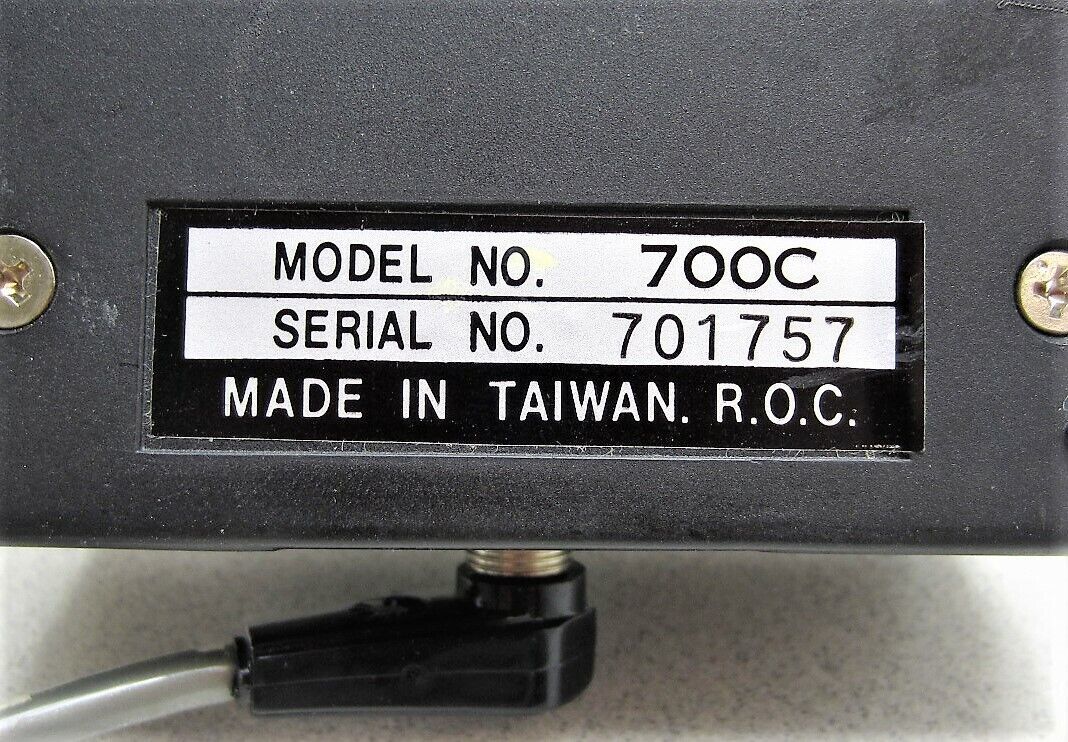 MODEL NO. 700C
SERIAL NO. 701757
MADE IN TAIWAN. R.O.C.